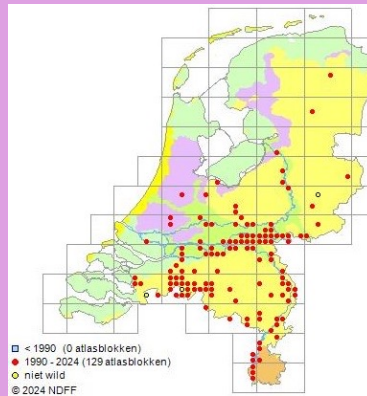 < 1990 (0 atlasblokken)
1990 - 2024 (129 atlasblokken)
niet wild
© 2024 NDFF